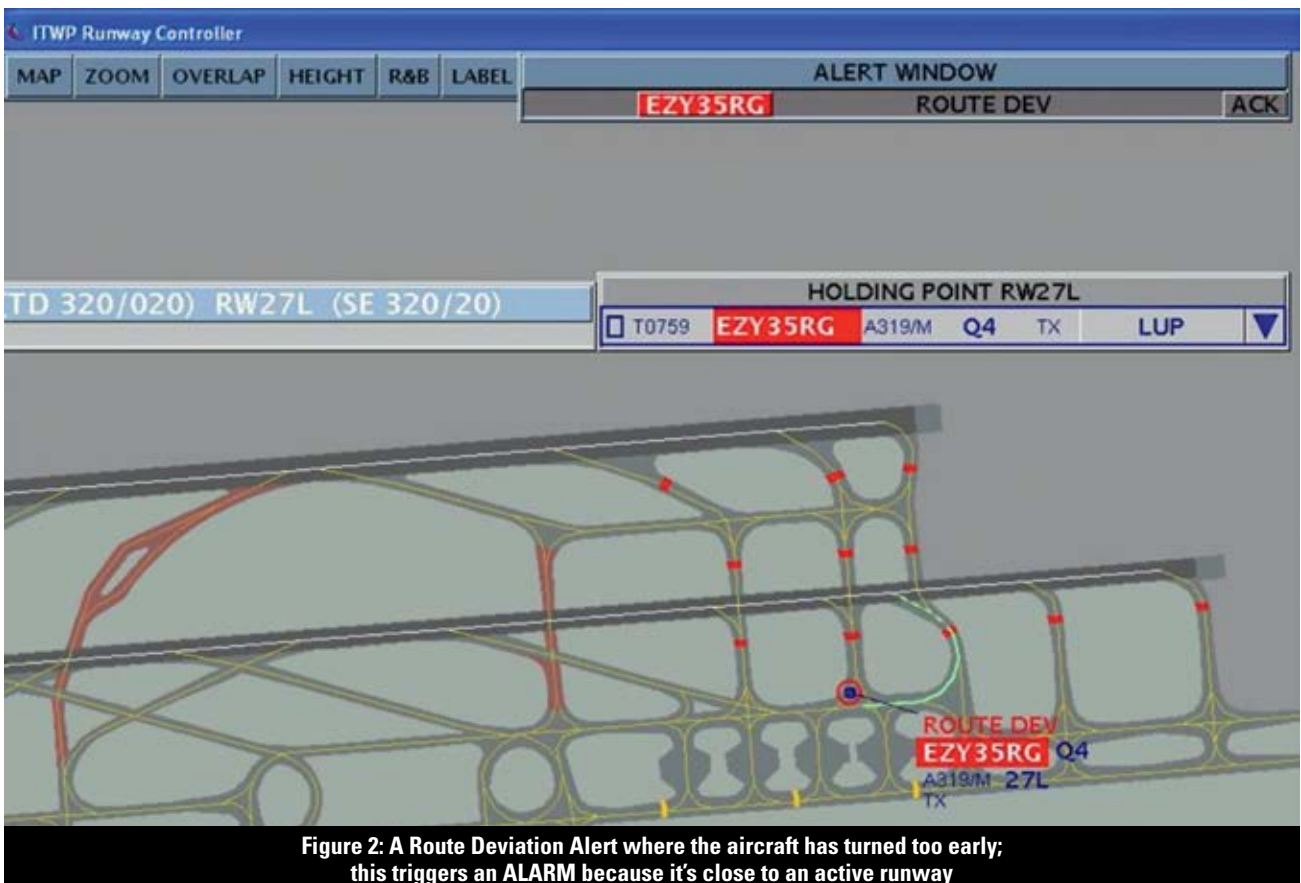 ITWP Runway Controller
MAP ZOOM OVERLAP HEIGHT R&B LABEL
ALERT WINDOW
EZY35RG ROUTE DEV ACK
TD 320/020) RW27L (SE 320/20)
HOLDING POINT RW27L
T0759 EZY35RG A319/M Q4 TX LUP
ROUTE DEV
EZY35RG Q4
A319/M 27L
TX
Figure 2: A Route Deviation Alert where the aircraft has turned too early;
this triggers an ALARM because it's close to an active runway